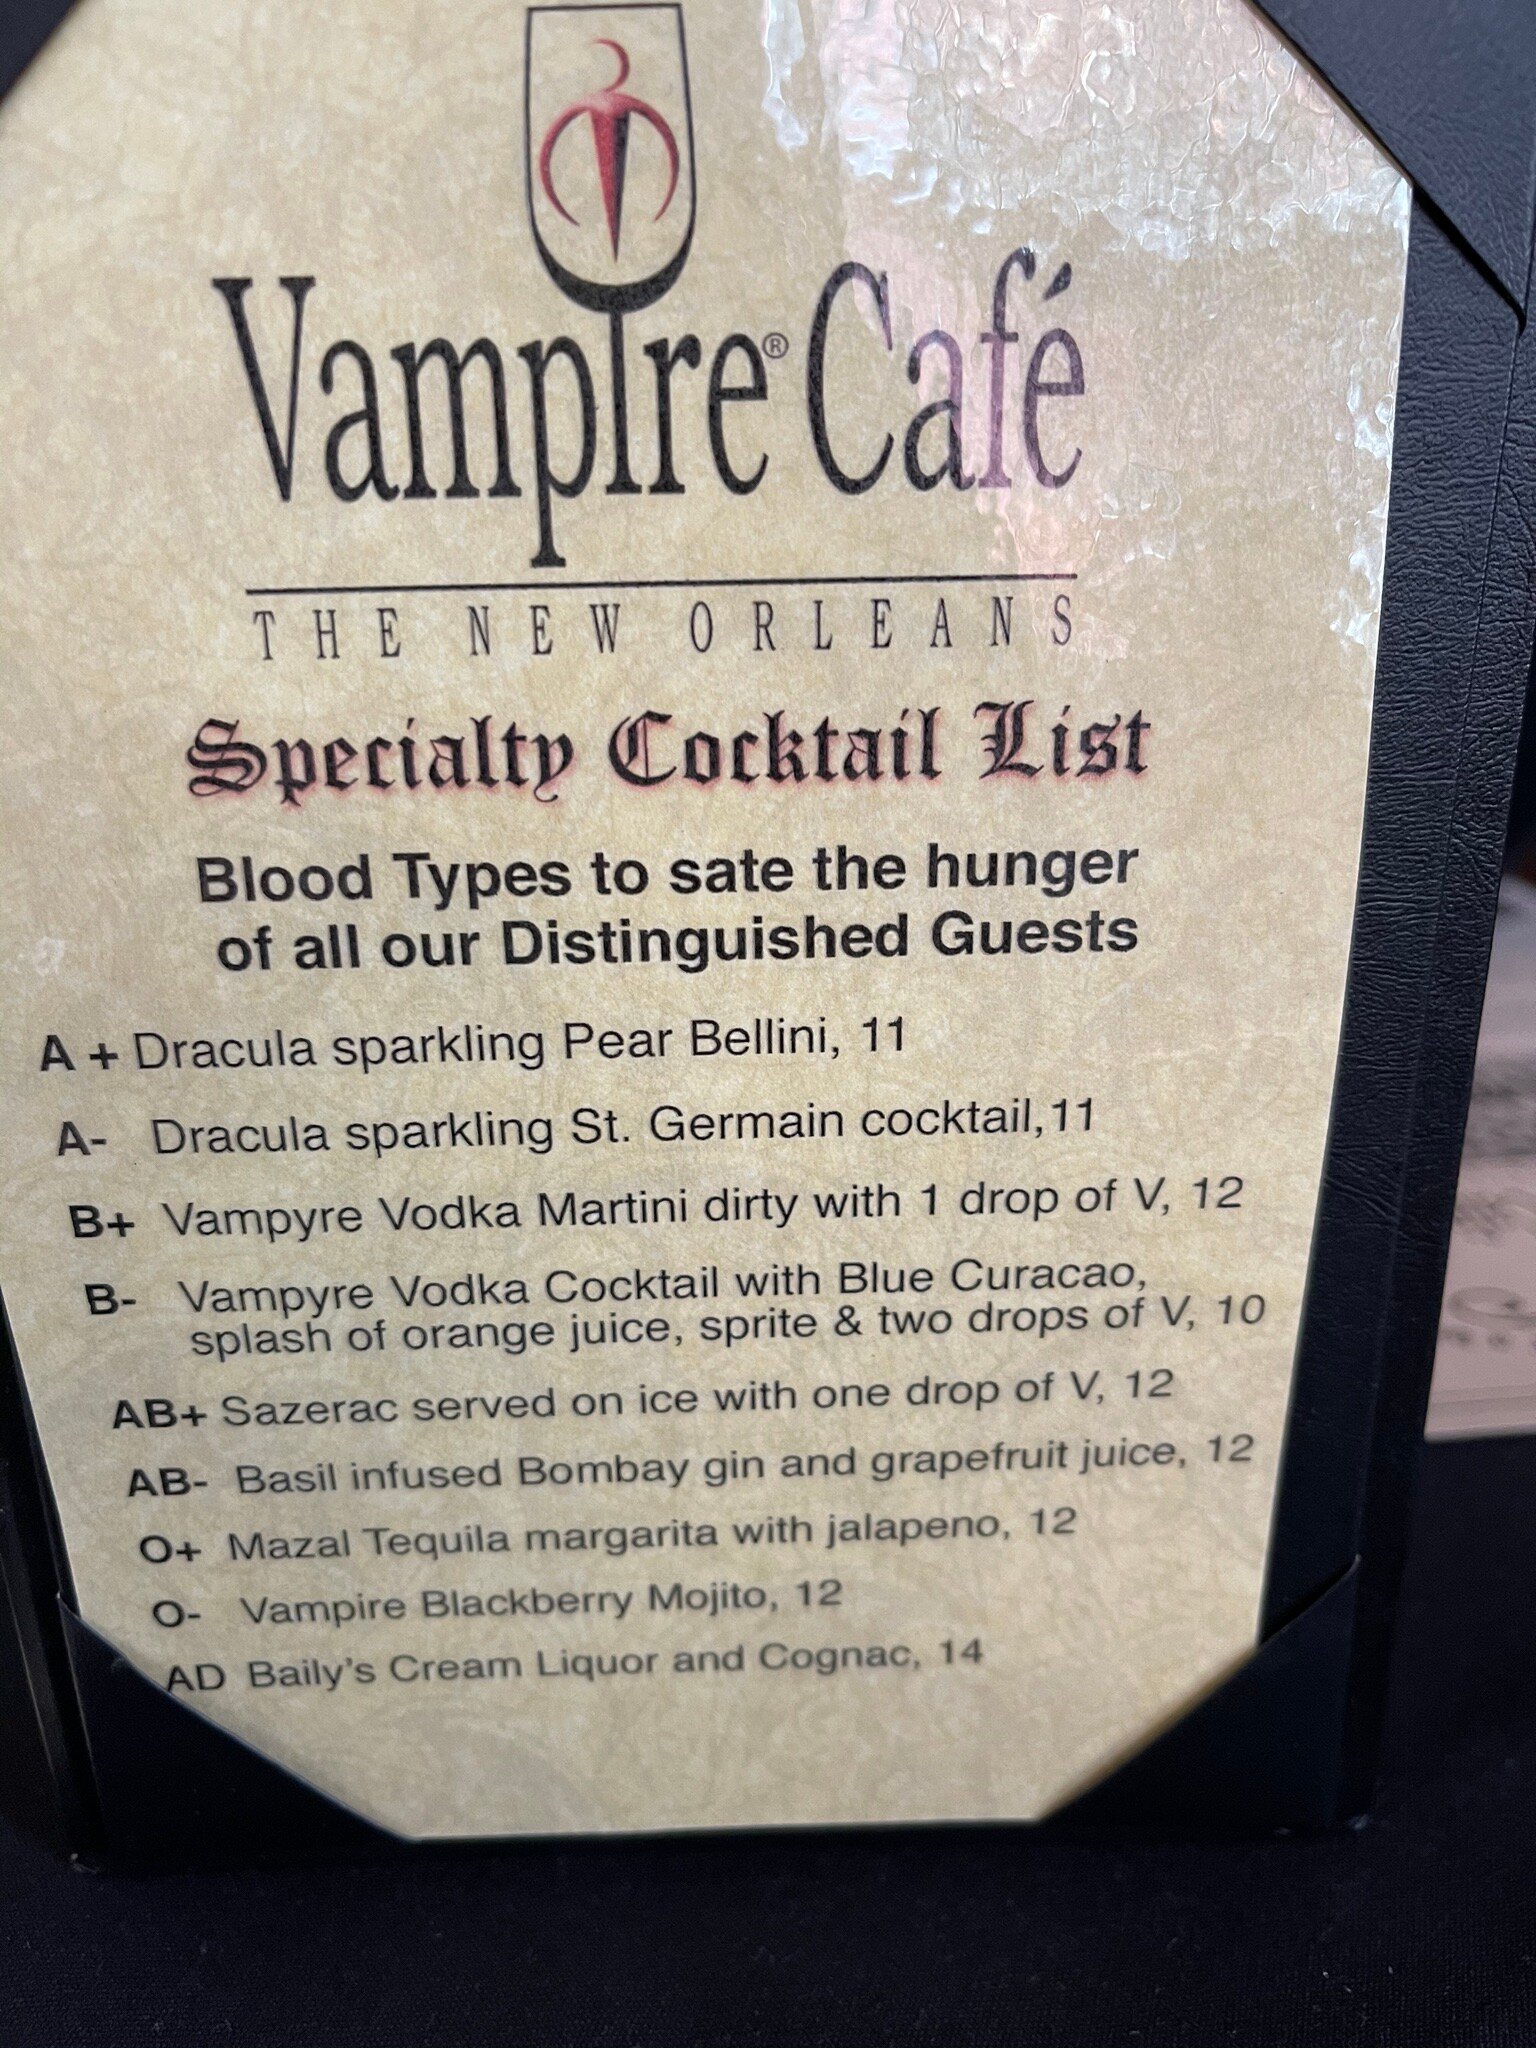 Vampire® Café
THE NEW ORLEANS
Specialty Cocktail List
Blood Types to sate the hunger
of all our Distinguished Guests
A + Dracula sparkling Pear Bellini, 11
A- Dracula sparkling St. Germain cocktail,11
B+ Vampyre Vodka Martini dirty with 1 drop of V, 12
B- Vampyre Vodka Cocktail with Blue Curacao,
splash of orange juice, sprite & two drops of V, 10
AB+ Sazerac served on ice with one drop of V, 12
AB- Basil infused Bombay gin and grapefruit juice, 12
O+ Mazal Tequila margarita with jalapeno, 12
O- Vampire Blackberry Mojito, 12
AD Baily's Cream Liquor and Cognac, 14